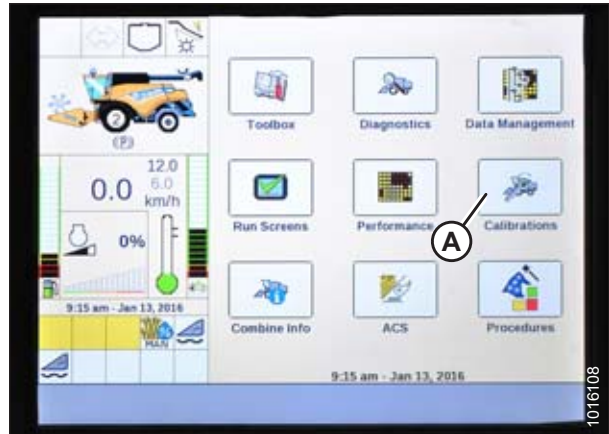 2
(P)
12.0
0.0 6.0
km/h
0%
9:15 am - Jan 13, 2016
MAN
Toolbox
Diagnostics
Data Management
Run Screens
Performance
Calibrations
A
Combine Info
ACS
Procedures
9:15 am - Jan 13, 2016
1016108